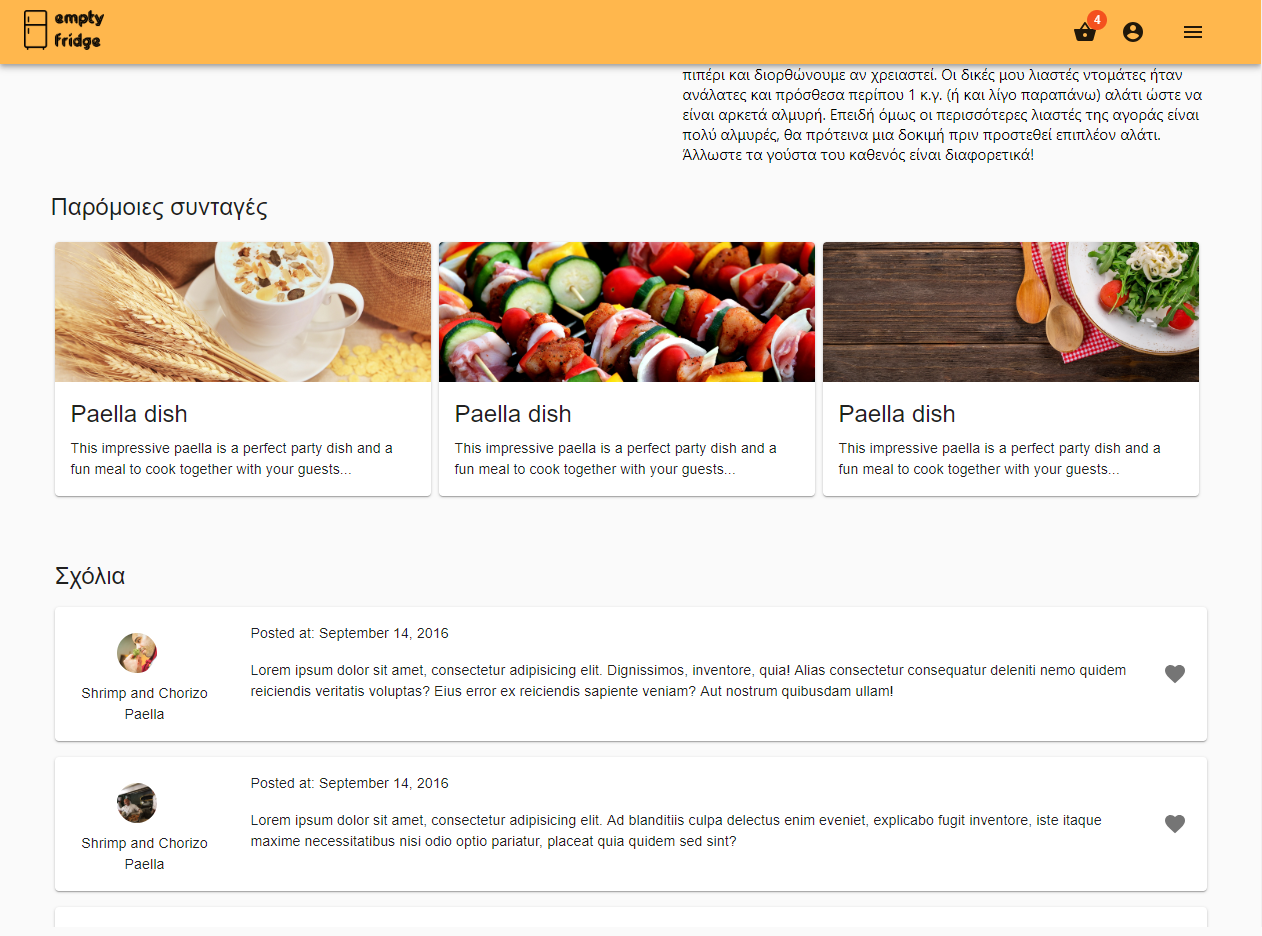 empty
fridge
4
πιπέρι και διορθώνουμε αν χρειαστεί. Οι δικές μου λιαστές ντομάτες ήταν
ανάλατες και πρόσθεσα περίπου 1 κ.γ. (ή και λίγο παραπάνω) αλάτι ώστε να
είναι αρκετά αλμυρή. Επειδή όμως οι περισσότερες λιαστές της αγοράς είναι
πολύ αλμυρές, θα πρότεινα μια δοκιμή πριν προστεθεί επιπλέον αλάτι.
Άλλωστε τα γούστα του καθενός είναι διαφορετικά!
Παρόμοιες συνταγές
Paella dish
This impressive paella is a perfect party dish and a
fun meal to cook together with your guests...
Paella dish
This impressive paella is a perfect party dish and a
fun meal to cook together with your guests...
Paella dish
This impressive paella is a perfect party dish and a
fun meal to cook together with your guests...
Σχόλια
Shrimp and Chorizo
Paella
Posted at: September 14, 2016
Lorem ipsum dolor sit amet, consectetur adipisicing elit. Dignissimos, inventore, quia! Alias consectetur consequatur deleniti nemo quidem
reiciendis veritatis voluptas? Eius error ex reiciendis sapiente veniam? Aut nostrum quibusdam ullam!
Shrimp and Chorizo
Paella
Posted at: September 14, 2016
Lorem ipsum dolor sit amet, consectetur adipisicing elit. Ad blanditiis culpa delectus enim eveniet, explicabo fugit inventore, iste itaque
maxime necessitatibus nisi odio optio pariatur, placeat quia quidem sed sint?